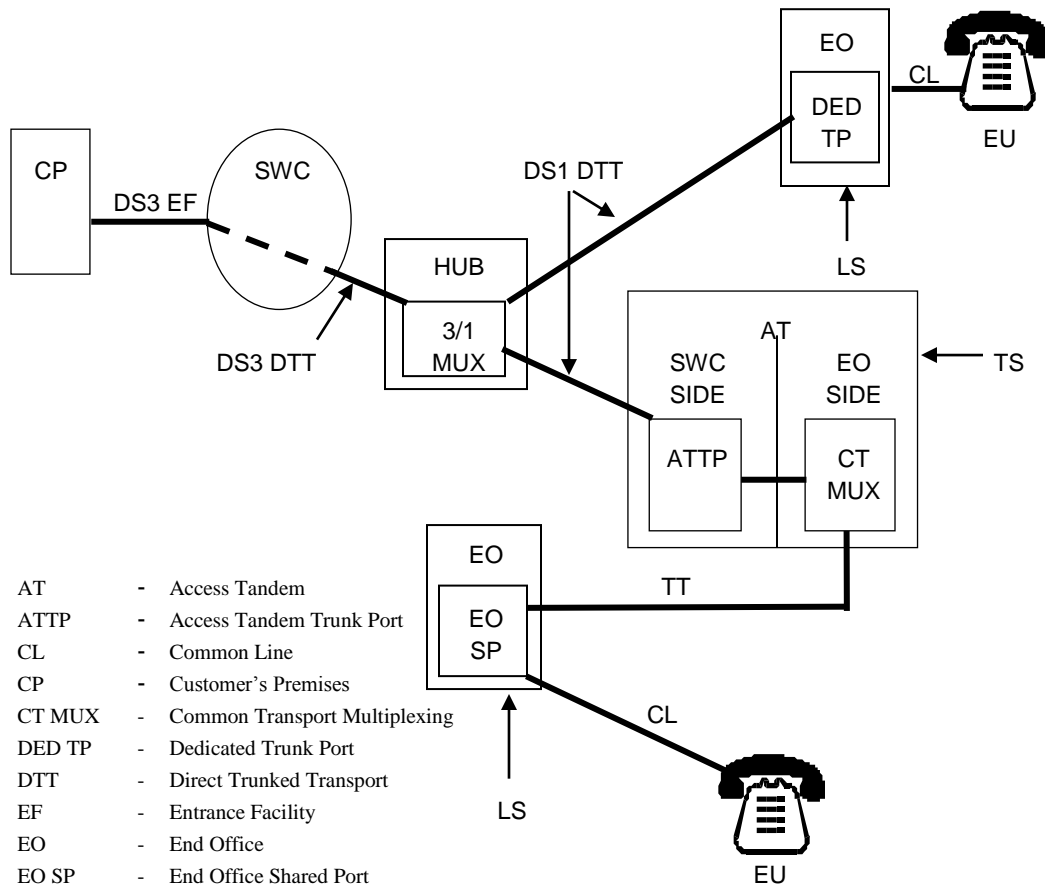 EO
CL
DED
TP
EU
CP
SWC
DS1 DTT
DS3 EF
LS
HUB
3/1
MUX
DS3 DTT
AT
SWC
SIDE
EO
SIDE
TS
ATTP
CT
MUX
EO
TT
EO
SP
CL
LS
EU
AT - Access Tandem
ATTP - Access Tandem Trunk Port
CL - Common Line
CP - Customer’s Premises
CT MUX - Common Transport Multiplexing
DED TP - Dedicated Trunk Port
DTT - Direct Trunked Transport
EF - Entrance Facility
EO - End Office
EO SP - End Office Shared Port